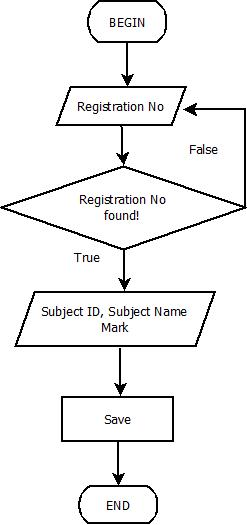 BEGIN
Registration No
False
Registration No
found!
True
Subject ID, Subject Name
Mark
Save
END